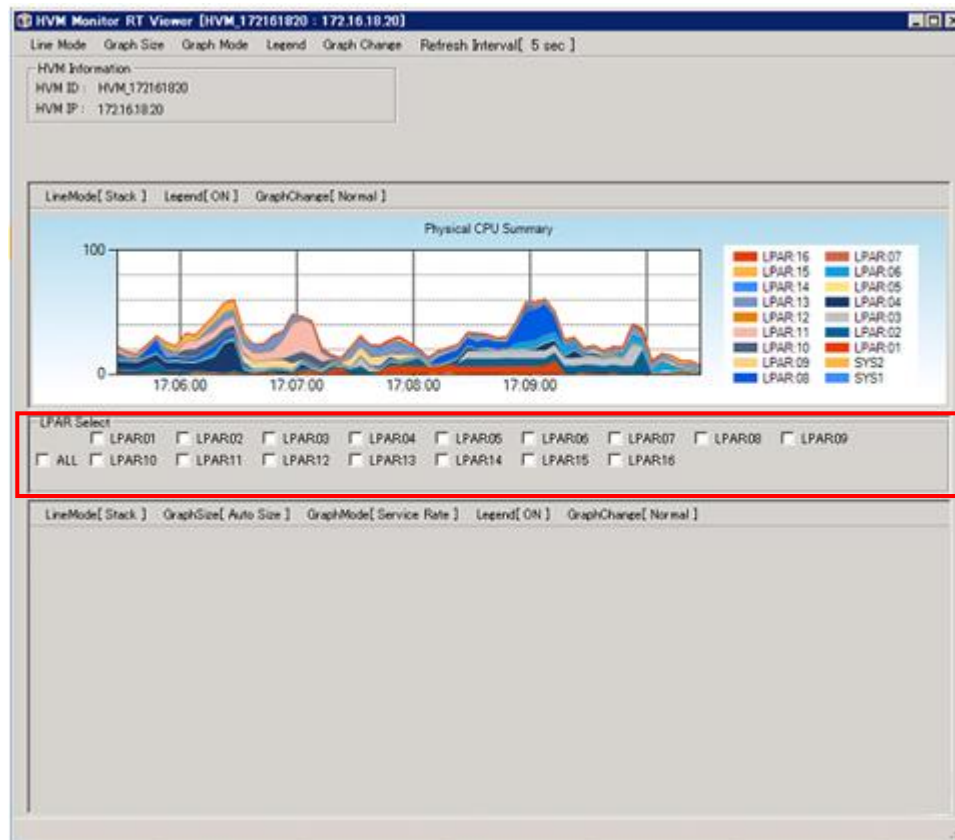 HVM Monitor RT Viewer [HVM_172161820 : 172.16.18.20]
Line Mode Graph Size Graph Mode Legend Graph Change Refresh Interval[ 5 sec ]
HVM Information
HVM ID : HVM_172161820
HVM IP : 172.16.18.20
LineMode[ Stack ] Legend[ ON ] GraphChange[ Normal ]
Physical CPU Summary
100
0
17:06:00 17:07:00 17:08:00 17:09:00
LPAR:16 LPAR:07
LPAR:15 LPAR:06
LPAR:14 LPAR:05
LPAR:13 LPAR:04
LPAR:12 LPAR:03
LPAR:11 LPAR:02
LPAR:10 LPAR:01
LPAR:09 SYS2
LPAR:08 SYS1
LPAR Select
LPAR01 LPAR02 LPAR03 LPAR04 LPAR05 LPAR06 LPAR07 LPAR08 LPAR09
ALL LPAR10 LPAR11 LPAR12 LPAR13 LPAR14 LPAR15 LPAR16
LineMode[ Stack ] GraphSize[ Auto Size ] GraphMode[ Service Rate ] Legend[ ON ] GraphChange[ Normal ]